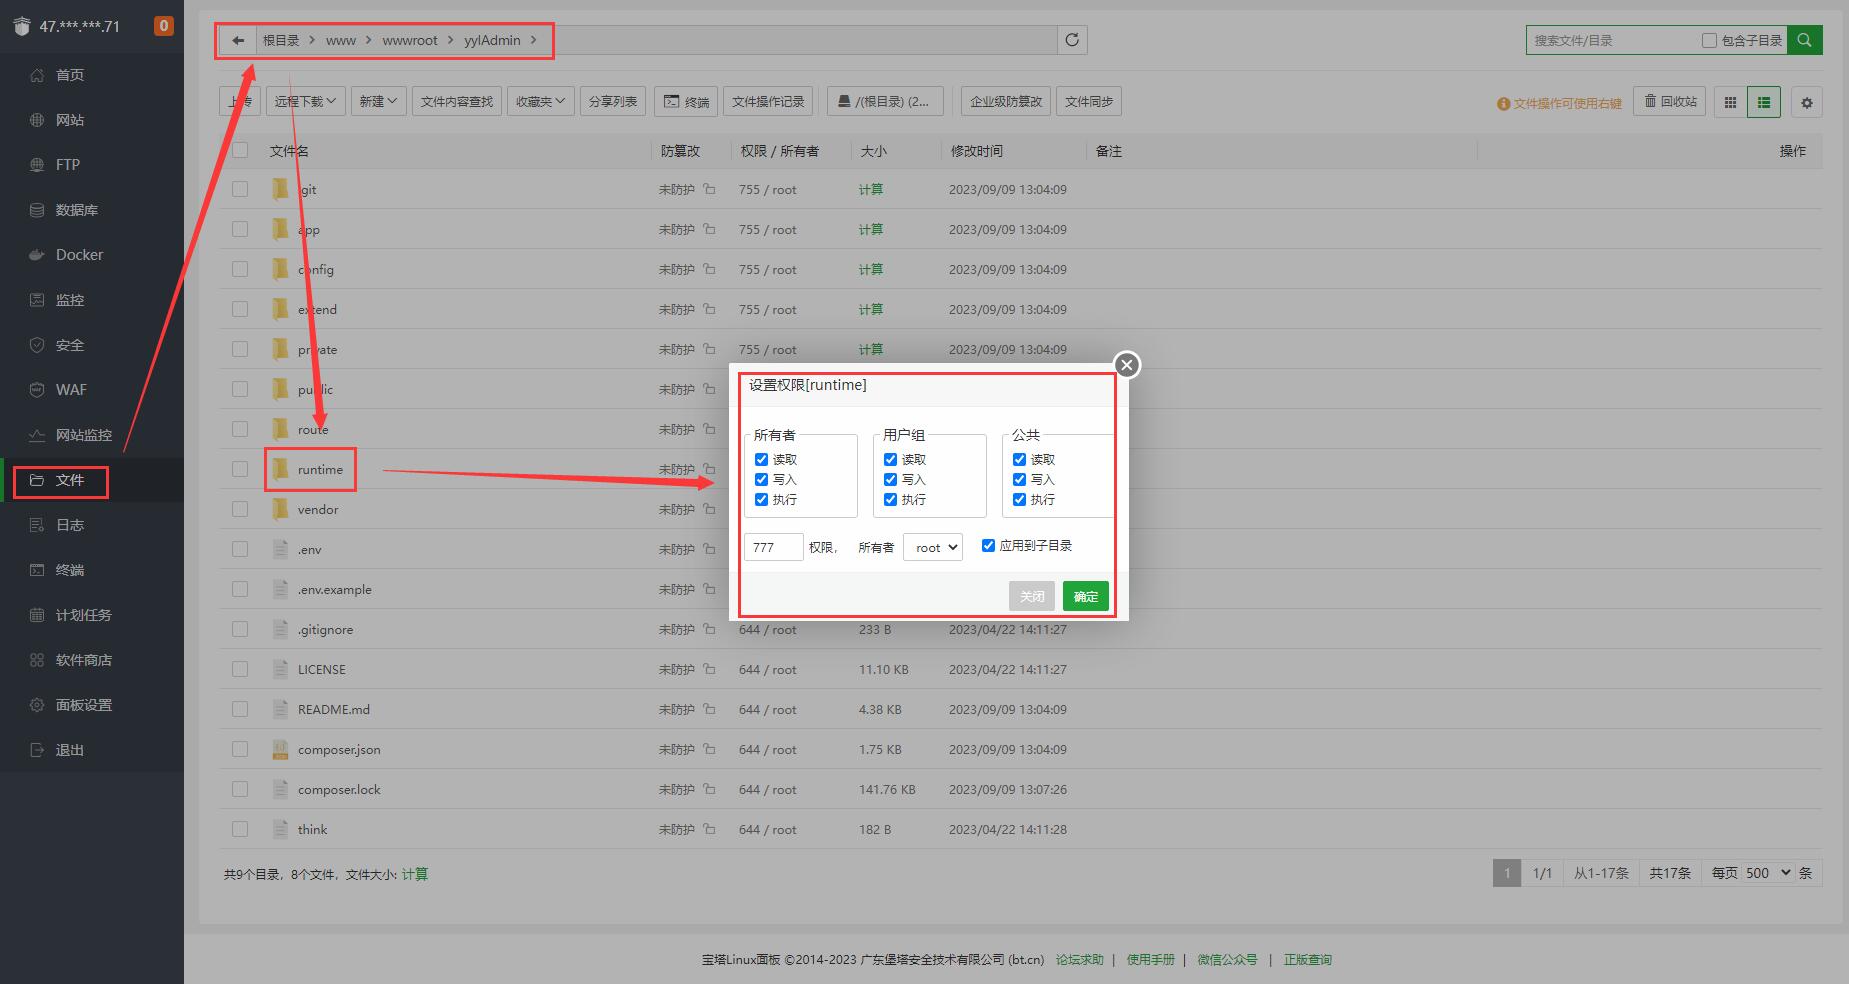 47.***.***.71 0
首页
网站
FTP
数据库
Docker
监控
安全
WAF
网站监控
文件
日志
终端
计划任务
软件商店
面板设置
退出
根目录 > www > wwwroot > yylAdmin >
搜索文件/目录 包含子目录
上传 远程下载 新建 文件内容查找 收藏夹 分享列表 终端 文件操作记录 /(根目录) (2... 企业级防篡改 文件同步 文件操作可使用右键 回收站
文件名 防篡改 权限 / 所有者 大小 修改时间 备注 操作
.git 未防护 755 / root 计算 2023/09/09 13:04:09
app 未防护 755 / root 计算 2023/09/09 13:04:09
config 未防护 755 / root 计算 2023/09/09 13:04:09
extend 未防护 755 / root 计算 2023/09/09 13:04:09
private 未防护 755 / root 计算 2023/09/09 13:04:09
public 未防护
route 未防护
runtime 未防护
vendor 未防护
.env 未防护
.env.example 未防护
.gitignore 未防护 644 / root 233 B 2023/04/22 14:11:27
LICENSE 未防护 644 / root 11.10 KB 2023/04/22 14:11:27
README.md 未防护 644 / root 4.38 KB 2023/09/09 13:04:09
composer.json 未防护 644 / root 1.75 KB 2023/09/09 13:04:09
composer.lock 未防护 644 / root 141.76 KB 2023/09/09 13:07:26
think 未防护 644 / root 182 B 2023/04/22 14:11:28
共9个目录，8个文件，文件大小: 计算
1 1/1 从1-17条 共17条 每页 500 条
设置权限[runtime]
所有者 用户组 公共
读取 读取 读取
写入 写入 写入
执行 执行 执行
777 权限， 所有者 root 应用到子目录
关闭 确定
宝塔Linux面板 ©2014-2023 广东堡塔安全技术有限公司 (bt.cn) 论坛求助 | 使用手册 | 微信公众号 | 正版查询